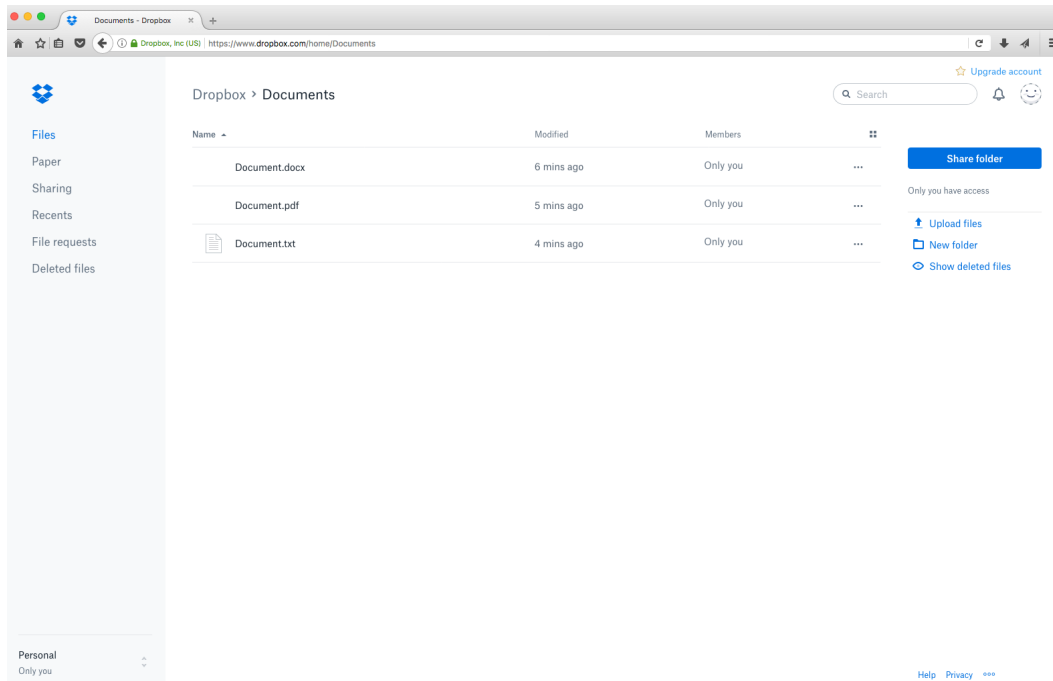 Documents - Dropbox
Dropbox, Inc (US) https://www.dropbox.com/home/Documents
Upgrade account
Dropbox > Documents
Search
Files
Paper
Sharing
Recents
File requests
Deleted files
Name Modified Members
Document.docx 6 mins ago Only you ...
Document.pdf 5 mins ago Only you ...
Document.txt 4 mins ago Only you ...
Share folder
Only you have access
Upload files
New folder
Show deleted files
Personal
Only you
Help Privacy